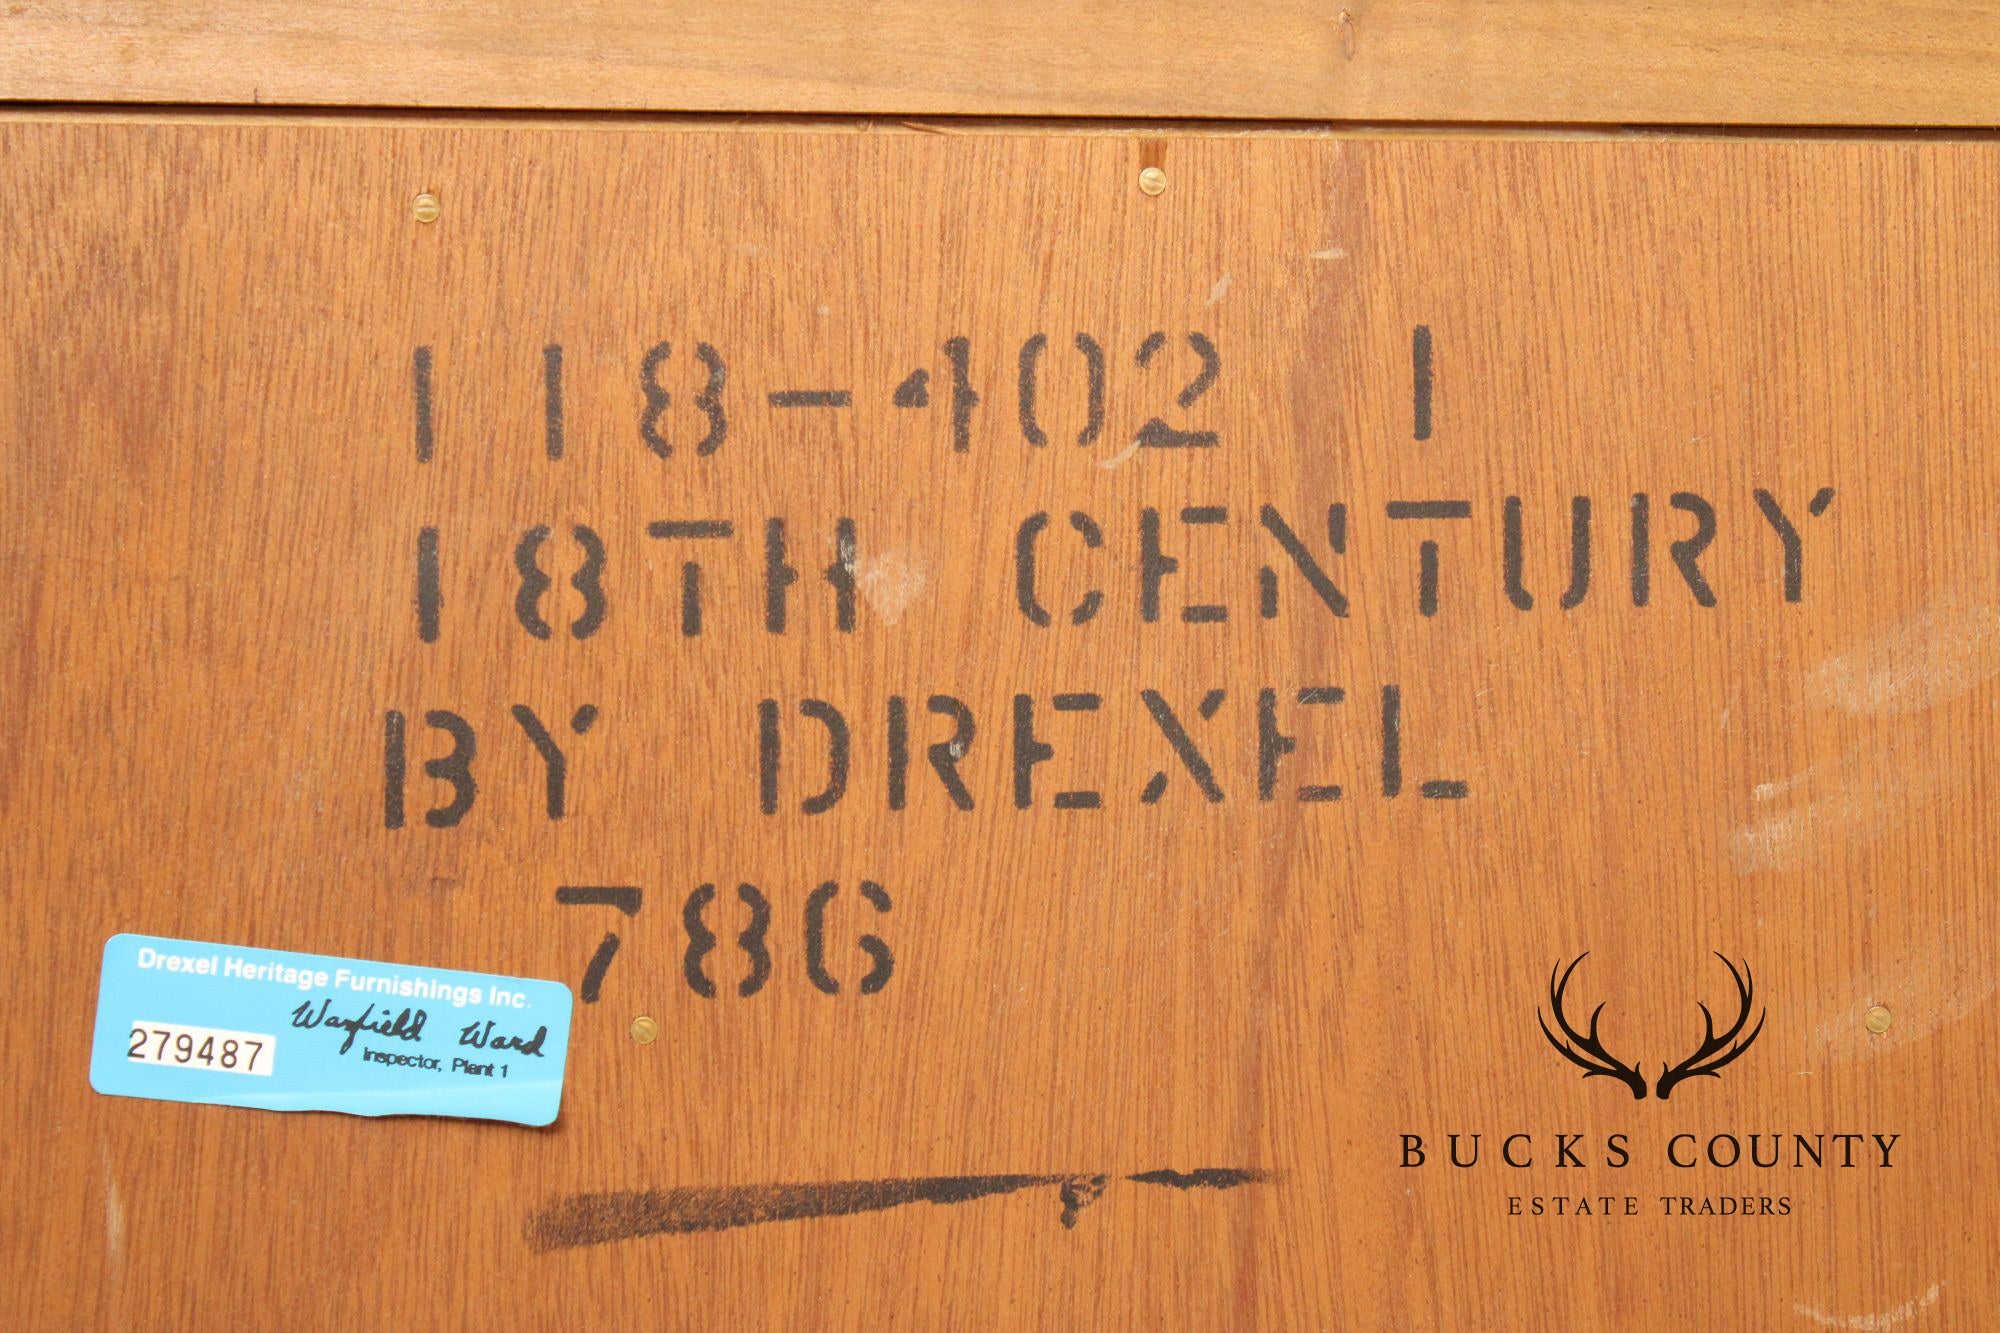 118-402 1
18TH CENTURY
BY DREXEL
786
Drexel Heritage Furnishings Inc.
Warfield Ward
279487
Inspector, Plant 1
BUCKS COUNTY
ESTATE TRADERS